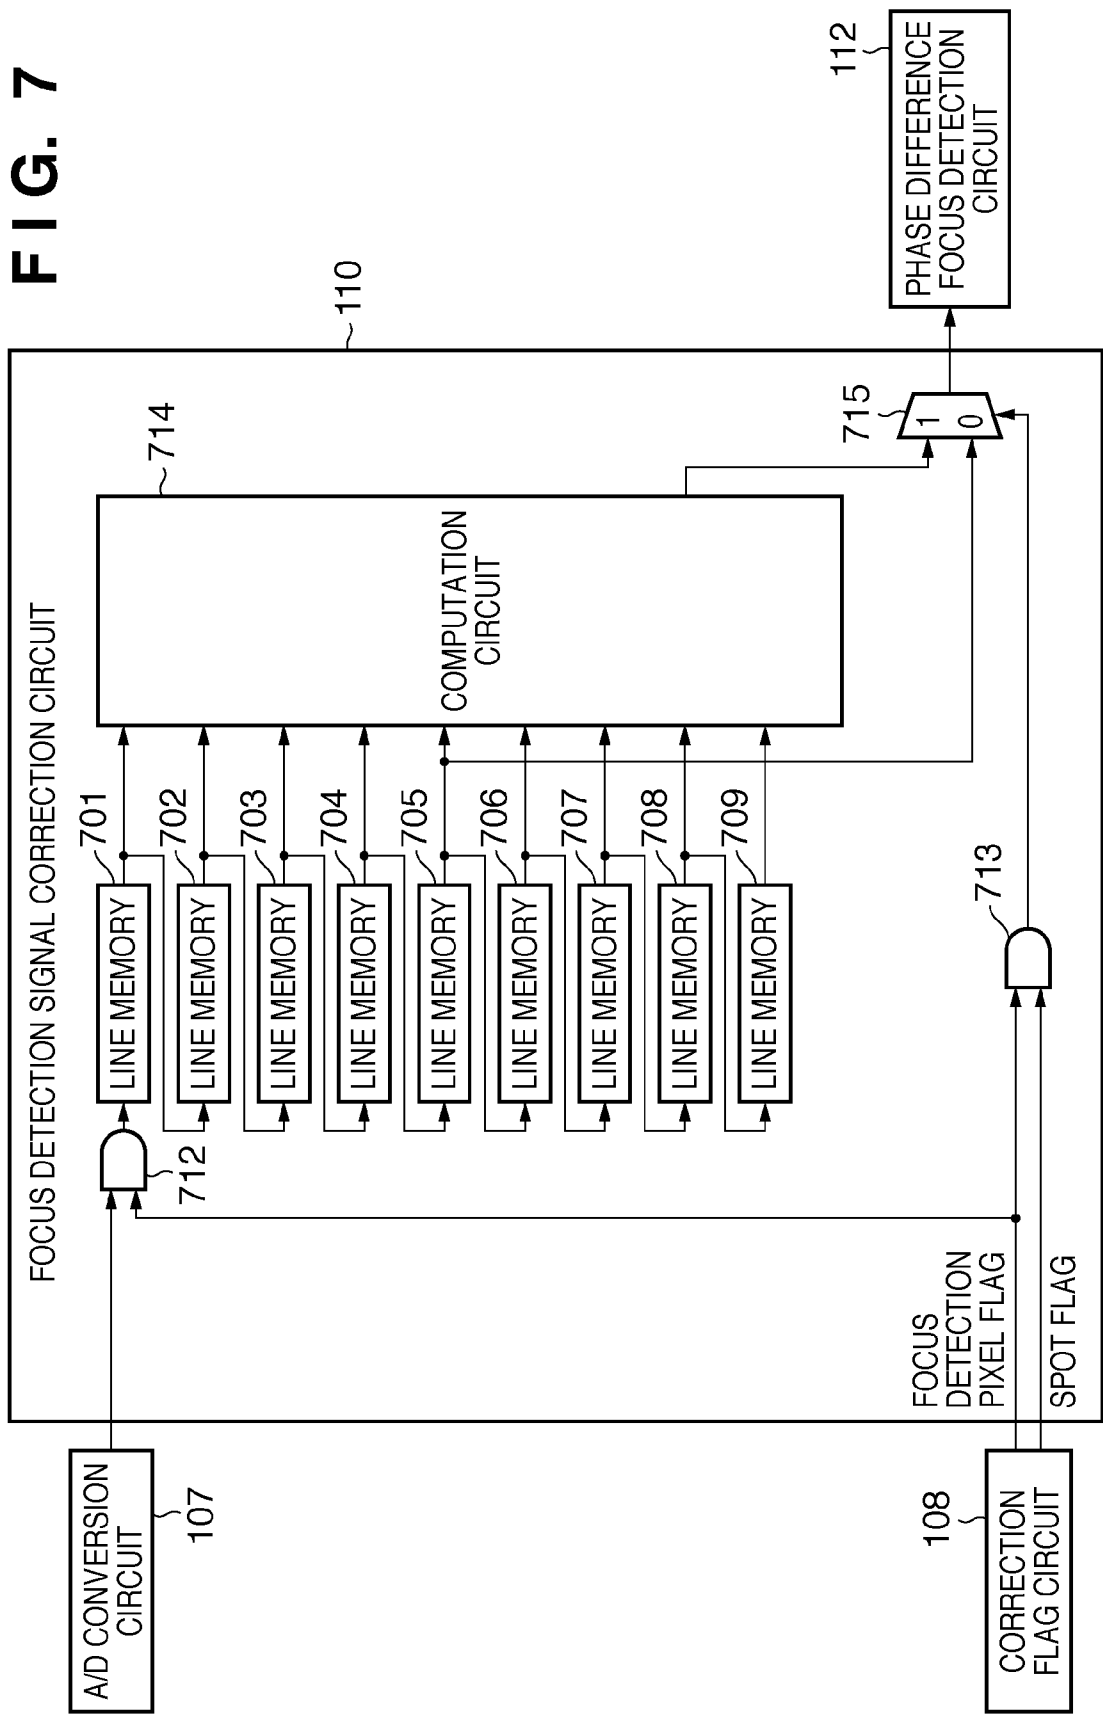 FIG. 7
FOCUS DETECTION SIGNAL CORRECTION CIRCUIT
110
A/D CONVERSION
CIRCUIT
107
712
LINE MEMORY
701
LINE MEMORY
702
LINE MEMORY
703
LINE MEMORY
704
LINE MEMORY
705
LINE MEMORY
706
LINE MEMORY
707
LINE MEMORY
708
LINE MEMORY
709
COMPUTATION
CIRCUIT
714
715
1
0
PHASE DIFFERENCE
FOCUS DETECTION
CIRCUIT
112
713
FOCUS
DETECTION
PIXEL FLAG
SPOT FLAG
CORRECTION
FLAG CIRCUIT
108